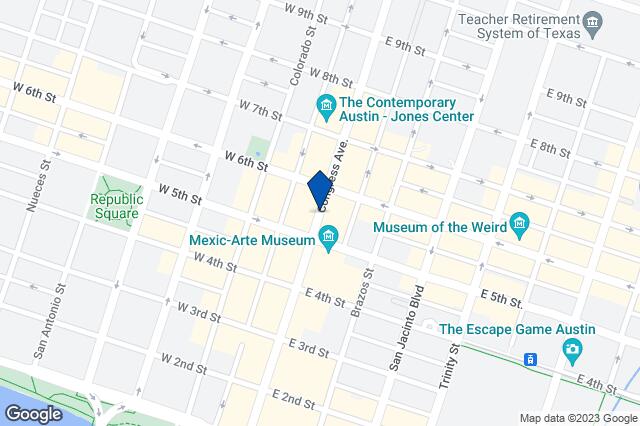 W 9th St
Teacher Retirement
System of Texas
Colorado St
E 9th St
W 8th St
E 9th St
W 6th St
W 7th St
The Contemporary
Austin - Jones Center
E 8th St
Nueces St
W 6th St
Congress Ave.
W 5th St
Republic
Square
Mexic-Arte Museum
Museum of the Weird
W 4th St
E 4th St
E 5th St.
San Antonio St
Brazos St
San Jacinto Blvd
W 3rd St
E 3rd St
The Escape Game Austin
Trinity St
W 2nd St
E 4th St
E 2nd St
Google
Google
Map data ©2023 Google